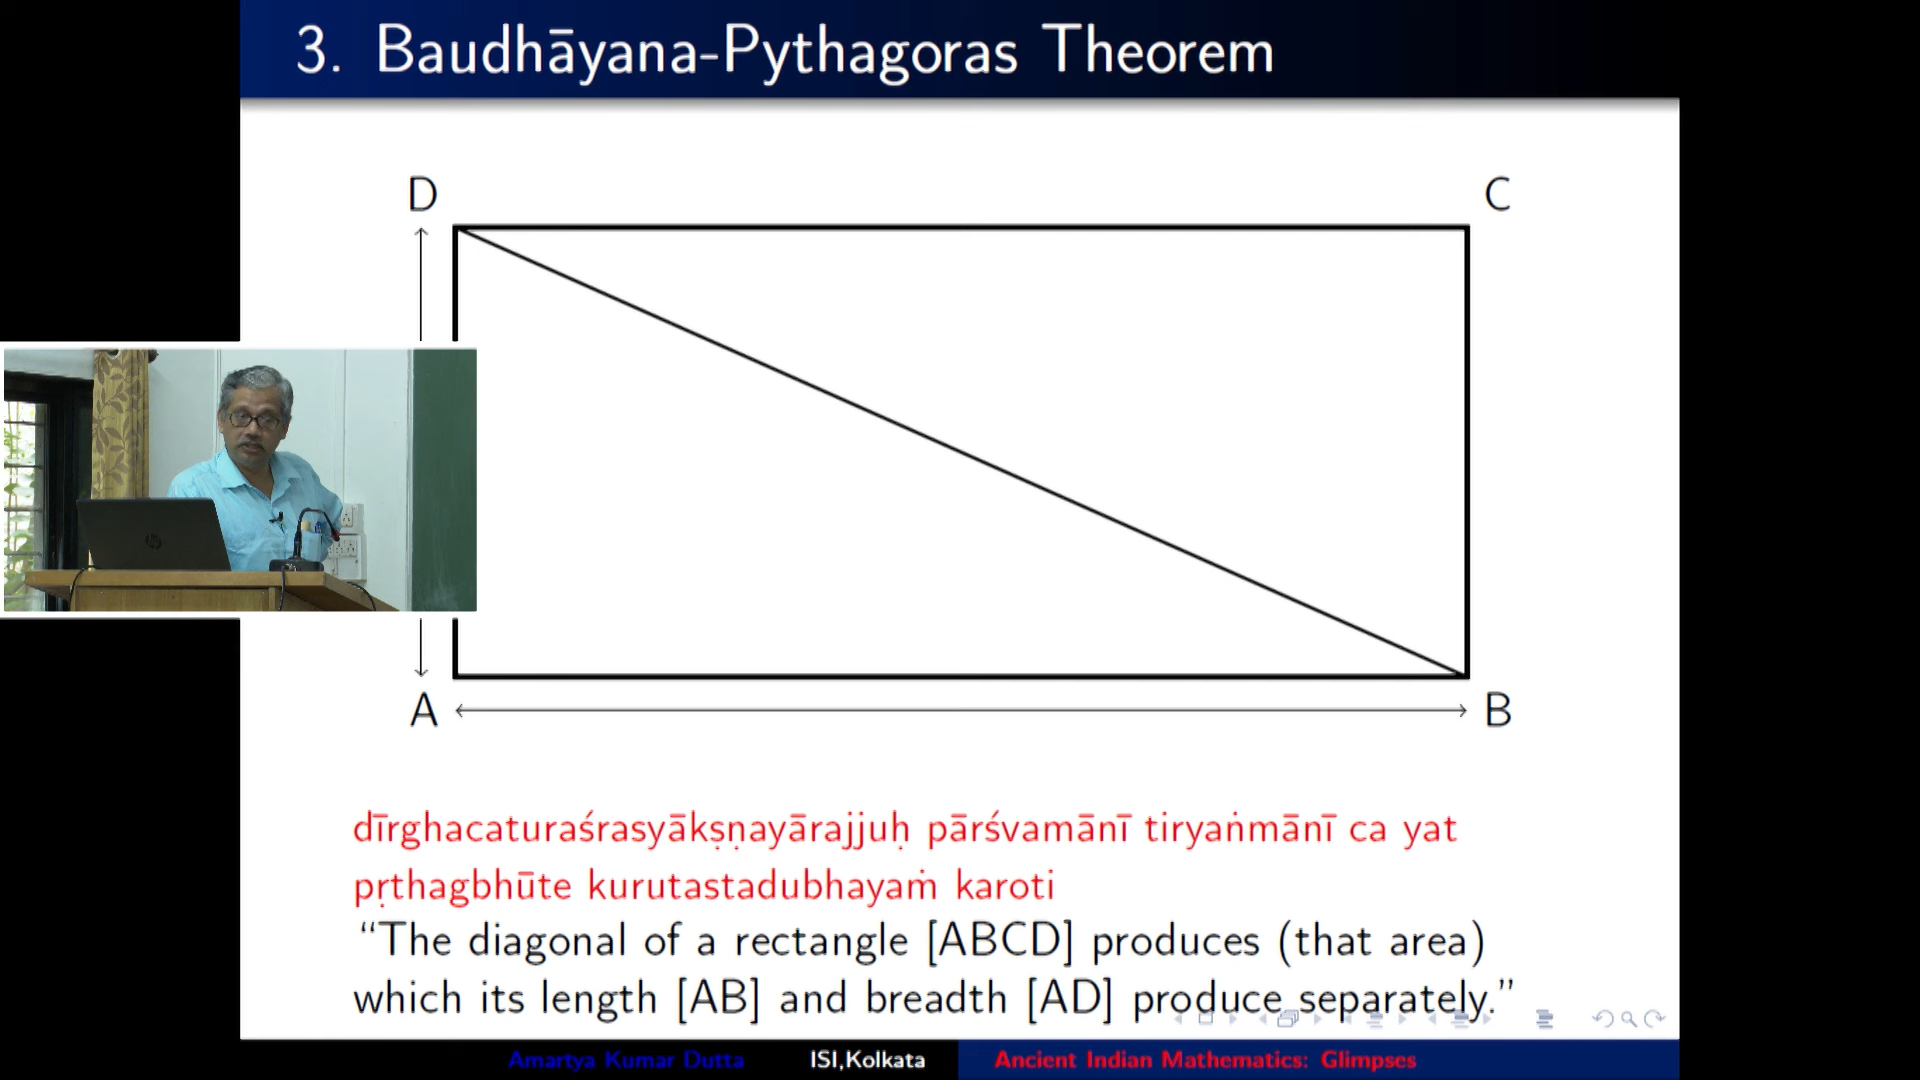 3. Baudhāyana-Pythagoras Theorem
D
C
A
B
dīrghacaturaśrasyākṣṇayārajjuḥ pārśvamānī tiryaṅmānī ca yat
pṛthagbhūte kurutastadubhayaṁ karoti
“The diagonal of a rectangle [ABCD] produces (that area)
which its length [AB] and breadth [AD] produce separately.”
Amartya Kumar Dutta ISI,Kolkata Ancient Indian Mathematics: Glimpses